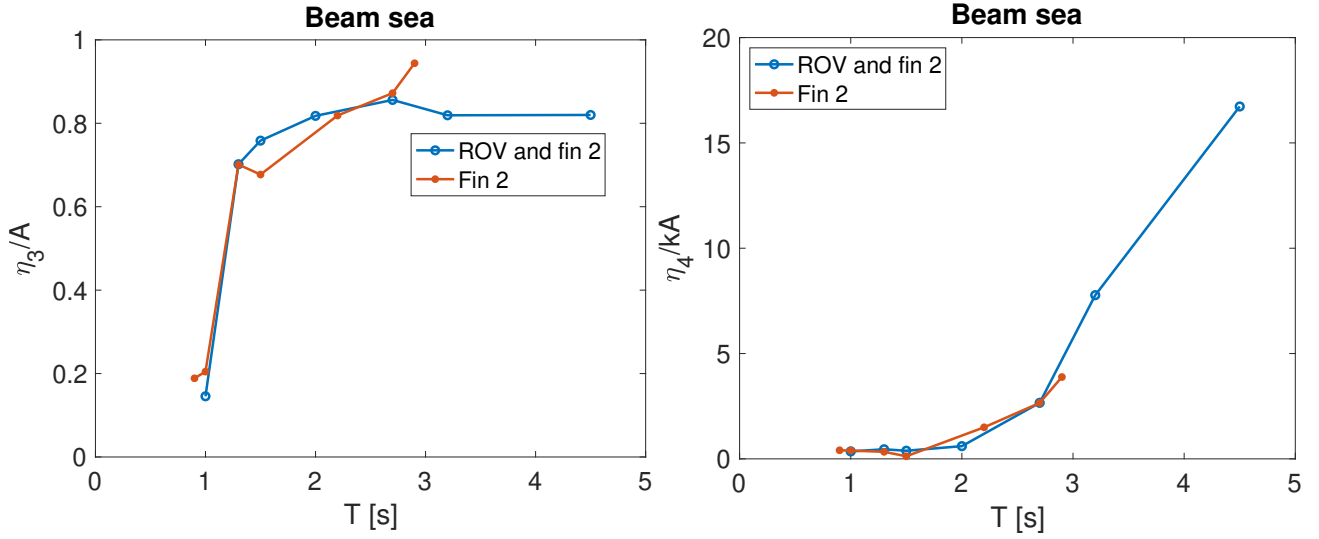 Beam sea
1
0.8
0.6
0.4
0.2
0
η3/A
ROV and fin 2
Fin 2
0 1 2 3 4 5
T [s]
Beam sea
20
15
10
5
0
η4/kA
ROV and fin 2
Fin 2
0 1 2 3 4 5
T [s]